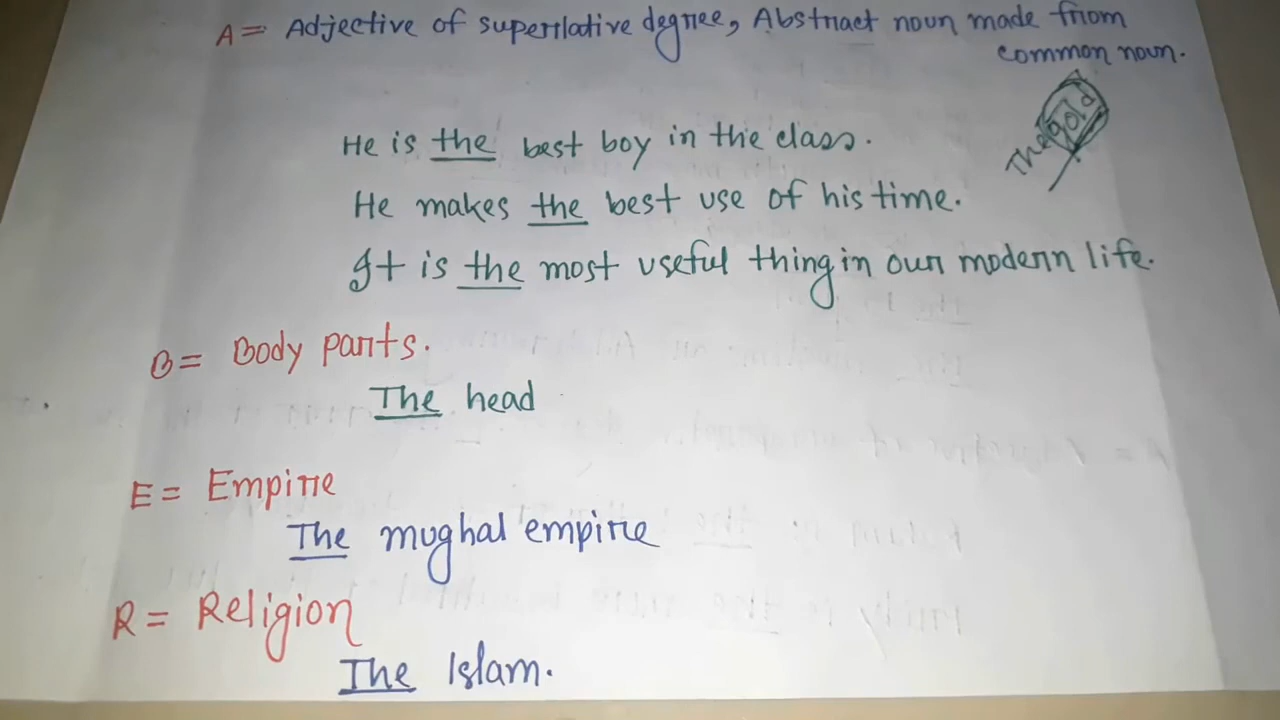 A= Adjective of superlative degree, Abstract noun made from
common noun.
The gold
He is the best boy in the class.
He makes the best use of his time.
It is the most useful thing in our modern life.
B= Body parts.
The head
E= Empire
The mughal empire
R= Religion
The Islam.